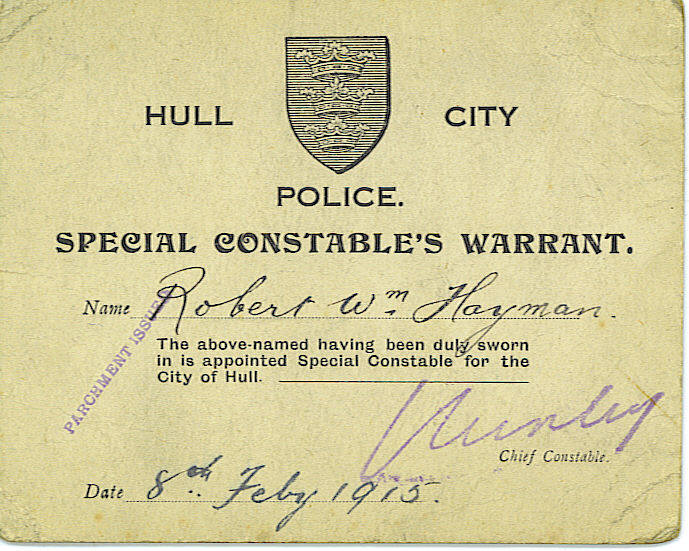 HULL CITY
POLICE.
SPECIAL CONSTABLE'S WARRANT.
Name Robert Wm Hayman.
The above-named having been duly sworn
in is appointed Special Constable for the
City of Hull.
PARCHMENT ISSUED
Chief Constable.
Date 8th Feby 1915.